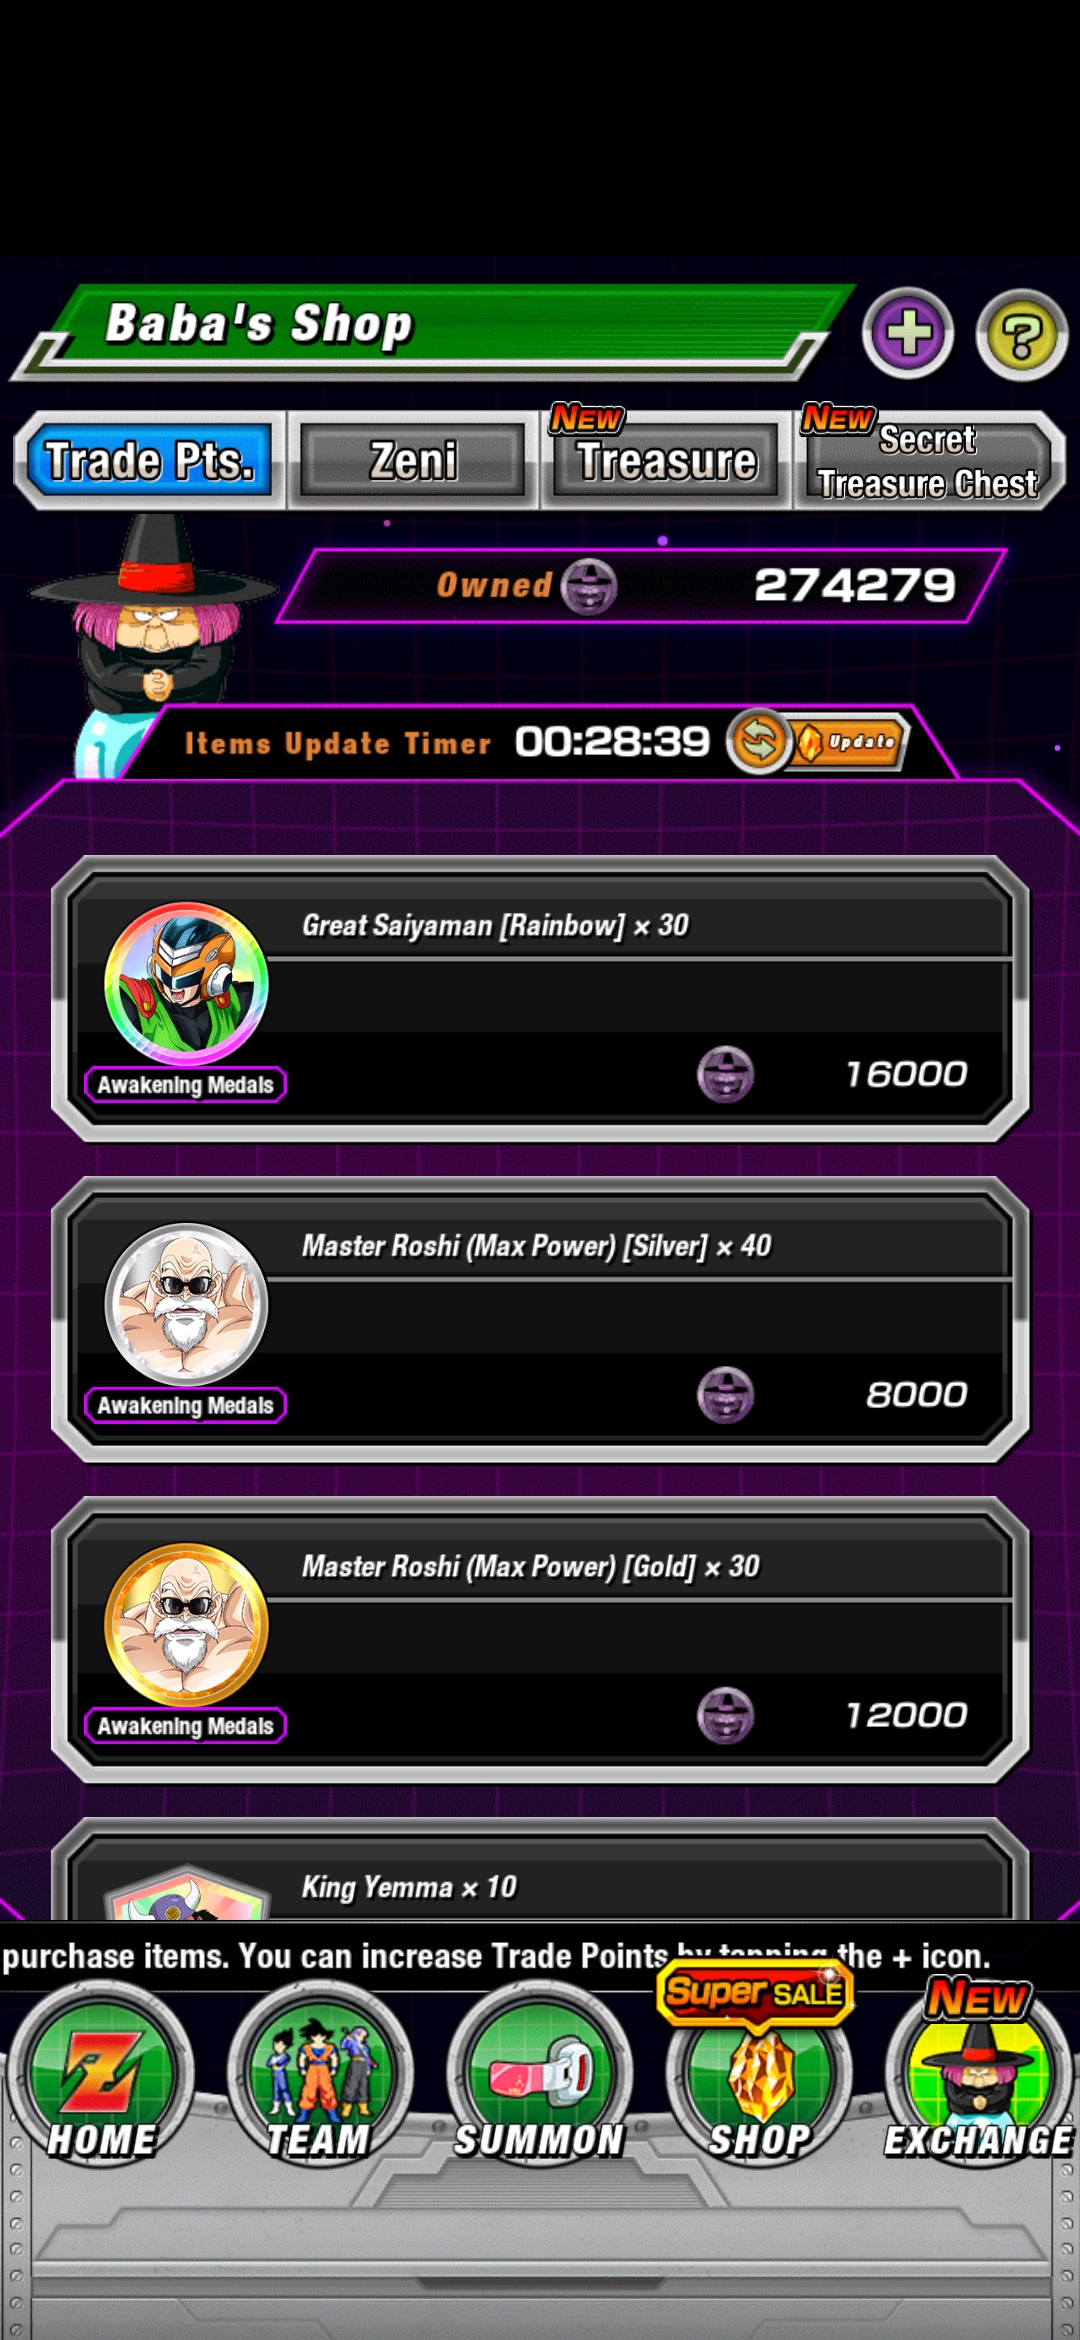 Baba's Shop
Trade Pts.
Zeni
NEW
Treasure
NEW
Secret
Treasure Chest
Owned 274279
Items Update Timer 00:28:39 Update
Great Saiyaman [Rainbow] × 30
Awakening Medals
16000
Master Roshi (Max Power) [Silver] × 40
Awakening Medals
8000
Master Roshi (Max Power) [Gold] × 30
Awakening Medals
12000
King Yemma × 10
purchase items. You can increase Trade Points by tapping the + icon.
Super SALE
NEW
HOME
TEAM
SUMMON
SHOP
EXCHANGE